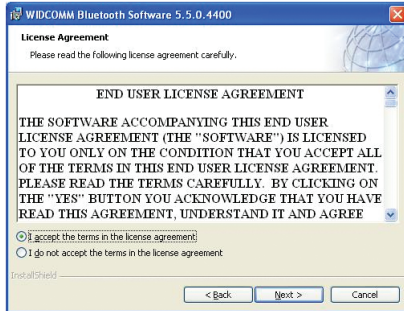 WIDCOMM Bluetooth Software 5.5.0.4400
License Agreement
Please read the following license agreement carefully.
END USER LICENSE AGREEMENT
THE SOFTWARE ACCOMPANYING THIS END USER
LICENSE AGREEMENT (THE "SOFTWARE") IS LICENSED
TO YOU ONLY ON THE CONDITION THAT YOU ACCEPT ALL
OF THE TERMS IN THIS END USER LICENSE AGREEMENT.
PLEASE READ THE TERMS CAREFULLY. BY CLICKING ON
THE "YES" BUTTON YOU ACKNOWLEDGE THAT YOU HAVE
READ THIS AGREEMENT, UNDERSTAND IT AND AGREE
I accept the terms in the license agreement
I do not accept the terms in the license agreement
InstallShield
< Back Next > Cancel